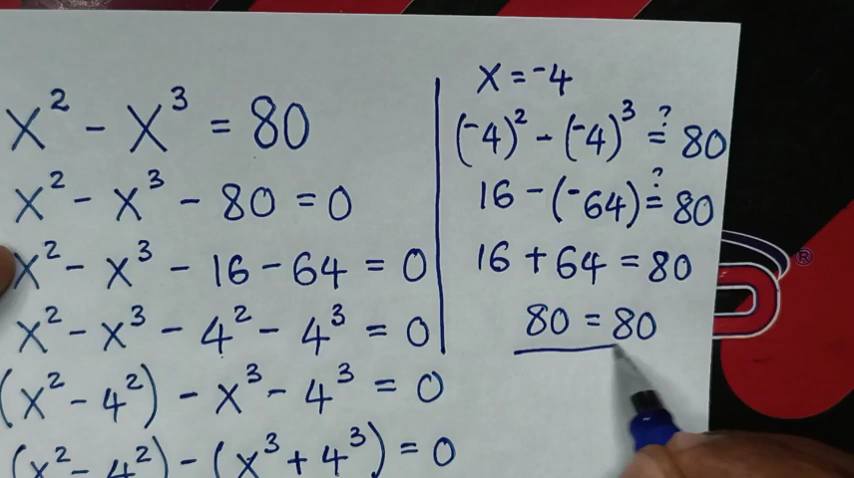 x² - x³ = 80
x² - x³ - 80 = 0
x² - x³ - 16 - 64 = 0
x² - x³ - 4² - 4³ = 0
(x² - 4²) - x³ - 4³ = 0
(x² - 4²) - (x³ + 4³) = 0
x = -4
(-4)² - (-4)³ ≟ 80
16 - (-64) ≟ 80
16 + 64 = 80
80 = 80
®